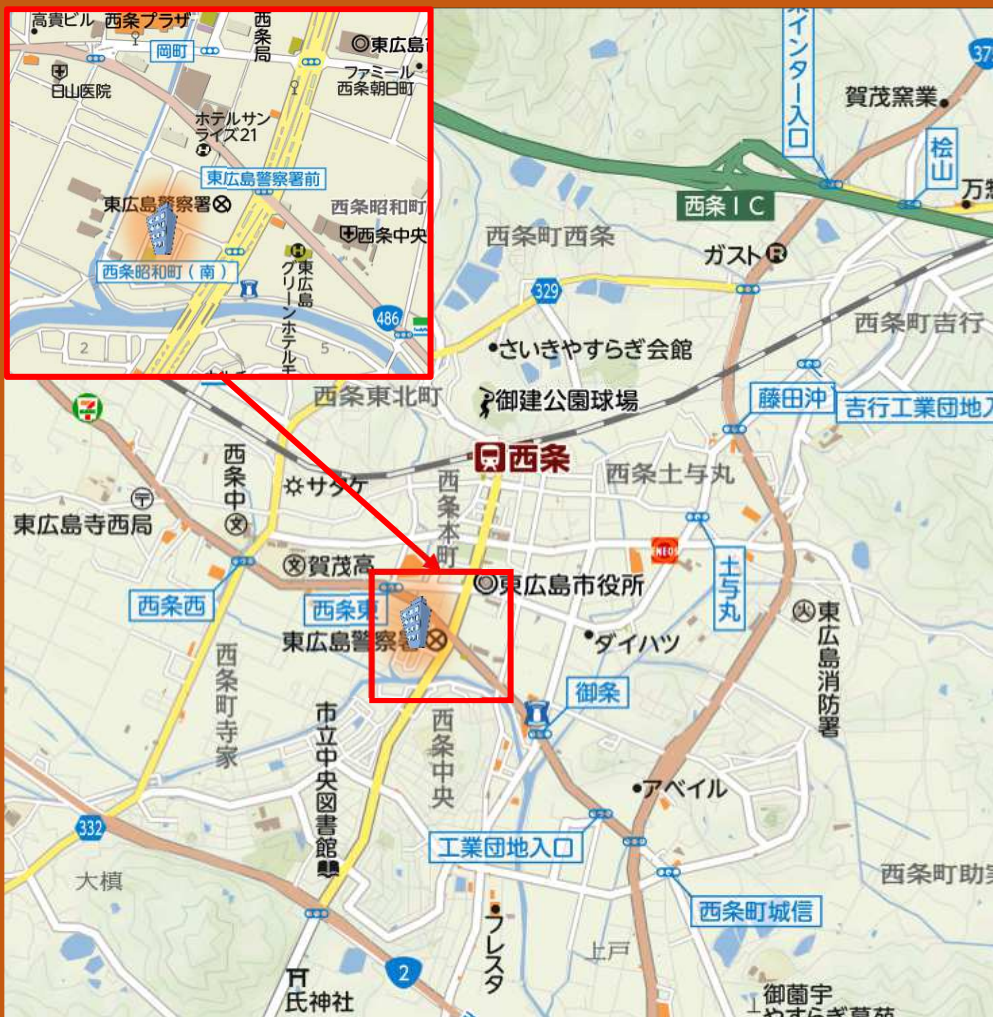 高貴ビル
西条プラザ
岡町
西条局
◎東広島市
ファミール
西条朝日町
日山医院
ホテルサン
ライズ21
東広島警察署前
東広島警察署
西条昭和町
西条中央
西条昭和町(南)
東広島
グリーンホテルモ
486
2
5
インター入口
375
賀茂窯業
桧山
西条IC
西条町西条
ガスト
329
さいきやすらぎ会館
西条町吉行
西条東北町
御建公園球場
藤田沖
吉行工業団地入
西条
西条中
サタケ
西条本町
西条土与丸
東広島寺西局
賀茂高
ENEOS
土与丸
西条西
西条東
◎東広島市役所
東広島警察署
ダイハツ
東広島消防署
西条町寺家
御条
市立中央図書館
西条中央
アベイル
332
工業団地入口
大槙
西条町助実
西条町城信
フレスタ
上戸
2
氏神社
御薗宇
やすらぎ墓苑